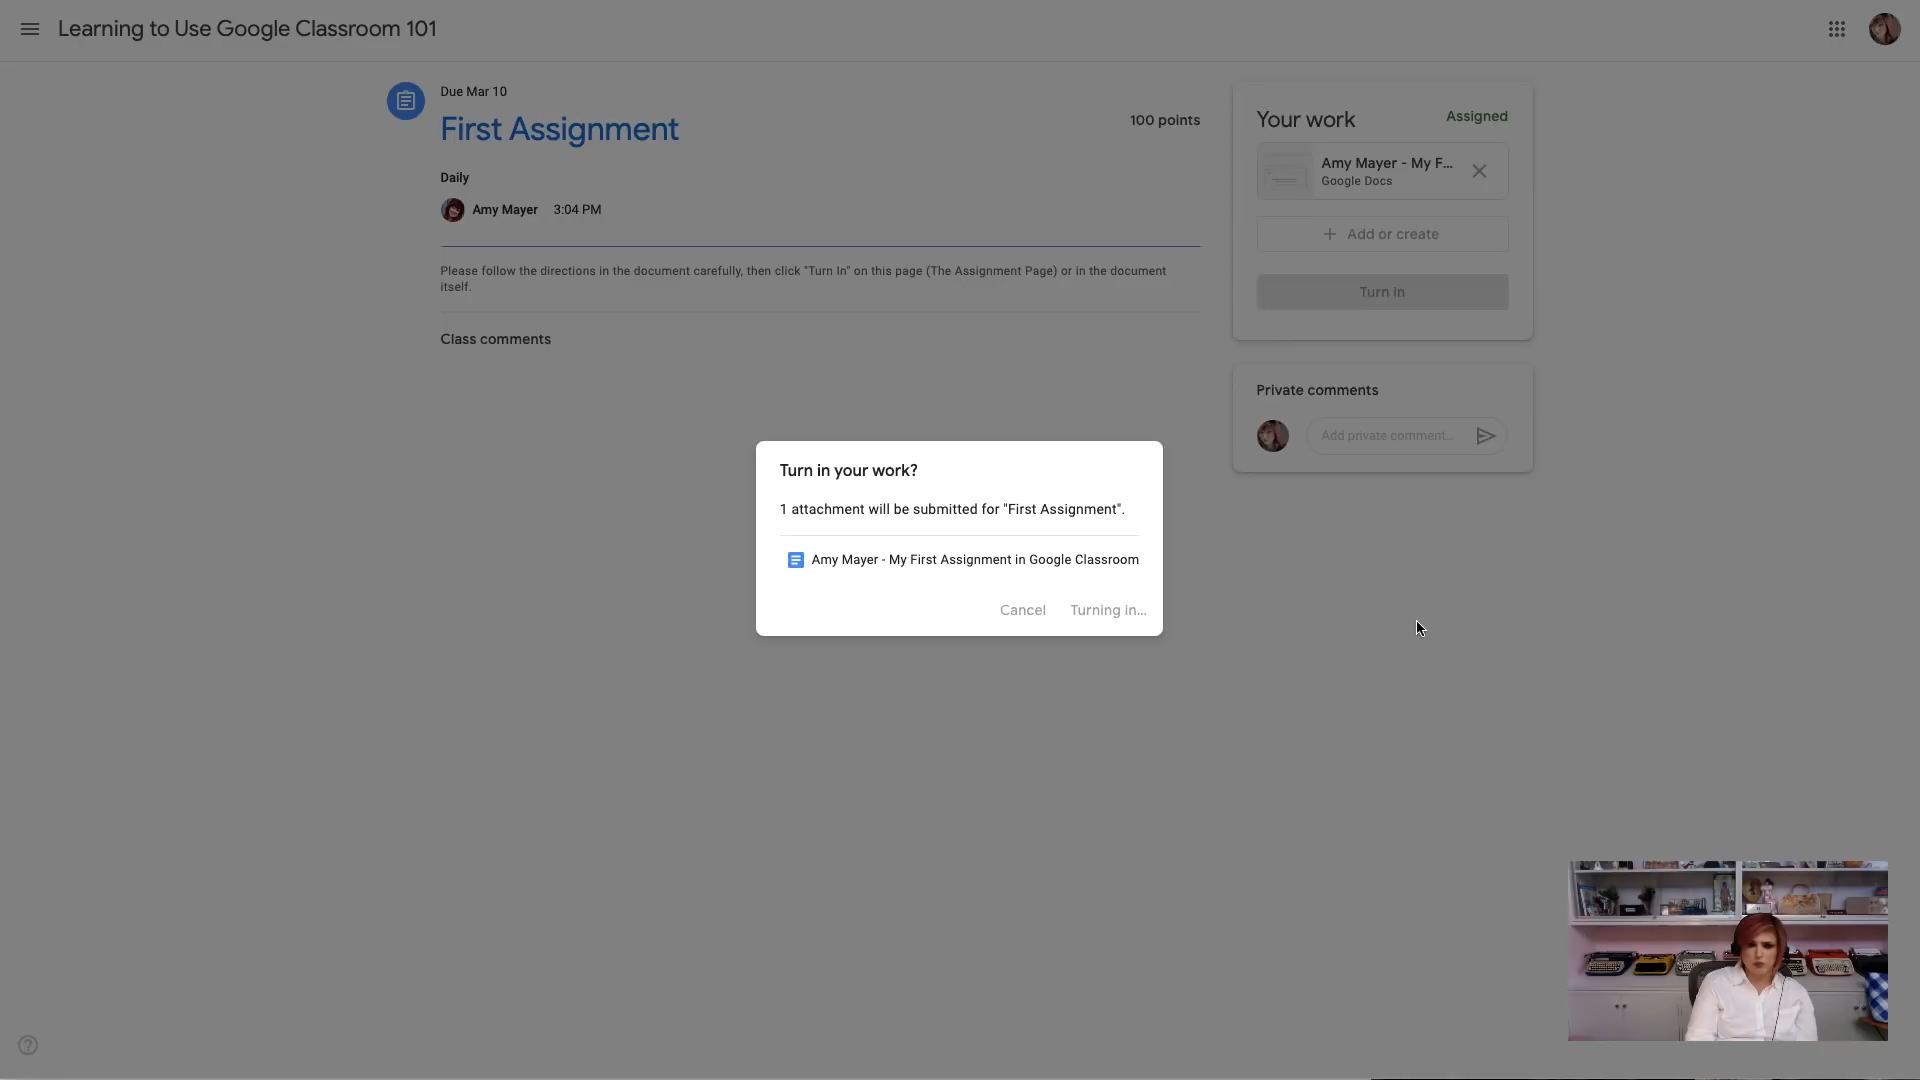 Learning to Use Google Classroom 101
Due Mar 10
First Assignment
100 points
Daily
Amy Mayer 3:04 PM
Please follow the directions in the document carefully, then click "Turn In" on this page (The Assignment Page) or in the document
itself.
Class comments
Your work
Assigned
Amy Mayer - My F...
Google Docs
Add or create
Turn in
Private comments
Add private comment...
Turn in your work?
1 attachment will be submitted for "First Assignment".
Amy Mayer - My First Assignment in Google Classroom
Cancel Turning in...